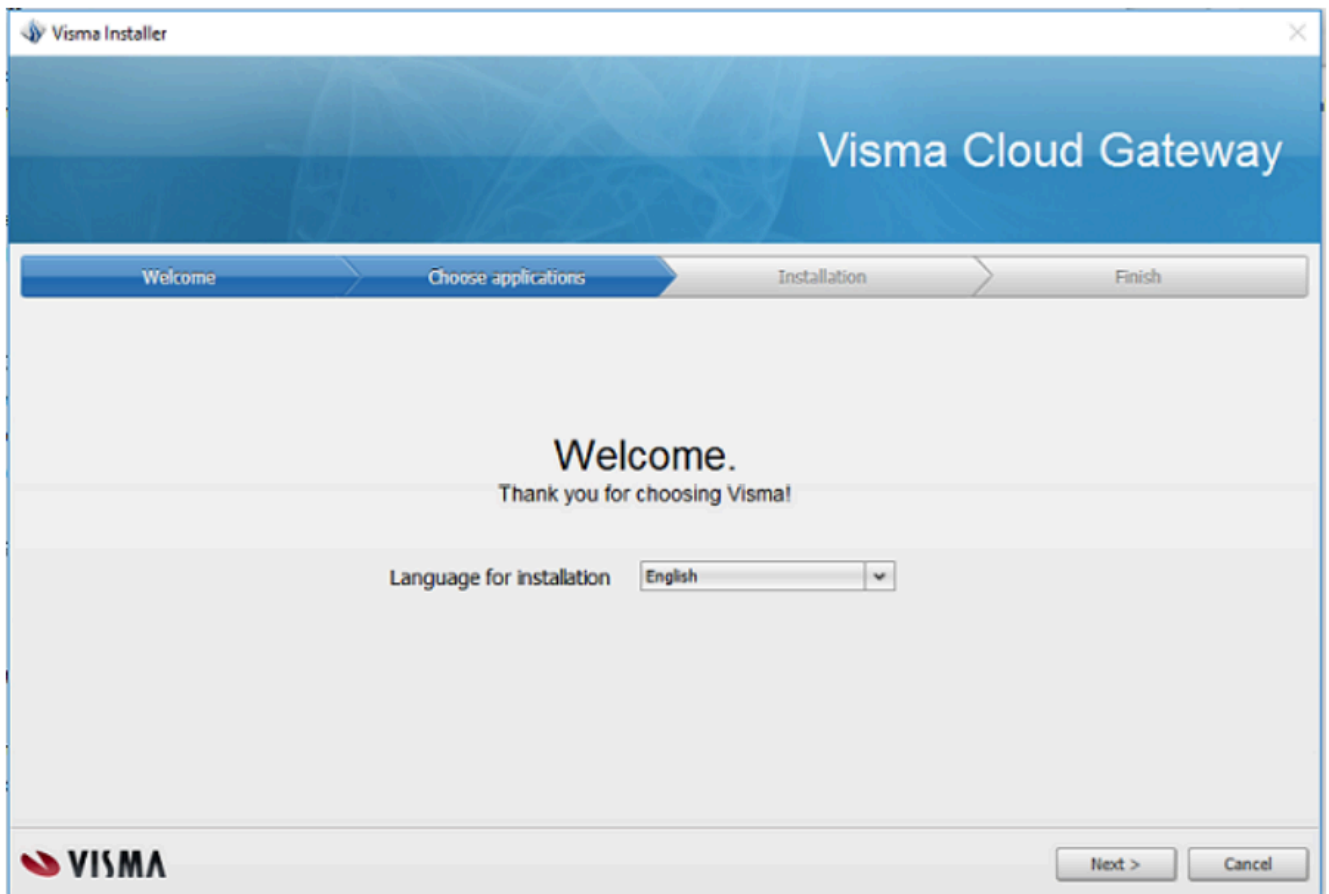 Visma Installer
Visma Cloud Gateway
Welcome Choose applications Installation Finish
Welcome.
Thank you for choosing Visma!
Language for installation English
VISMA Next > Cancel